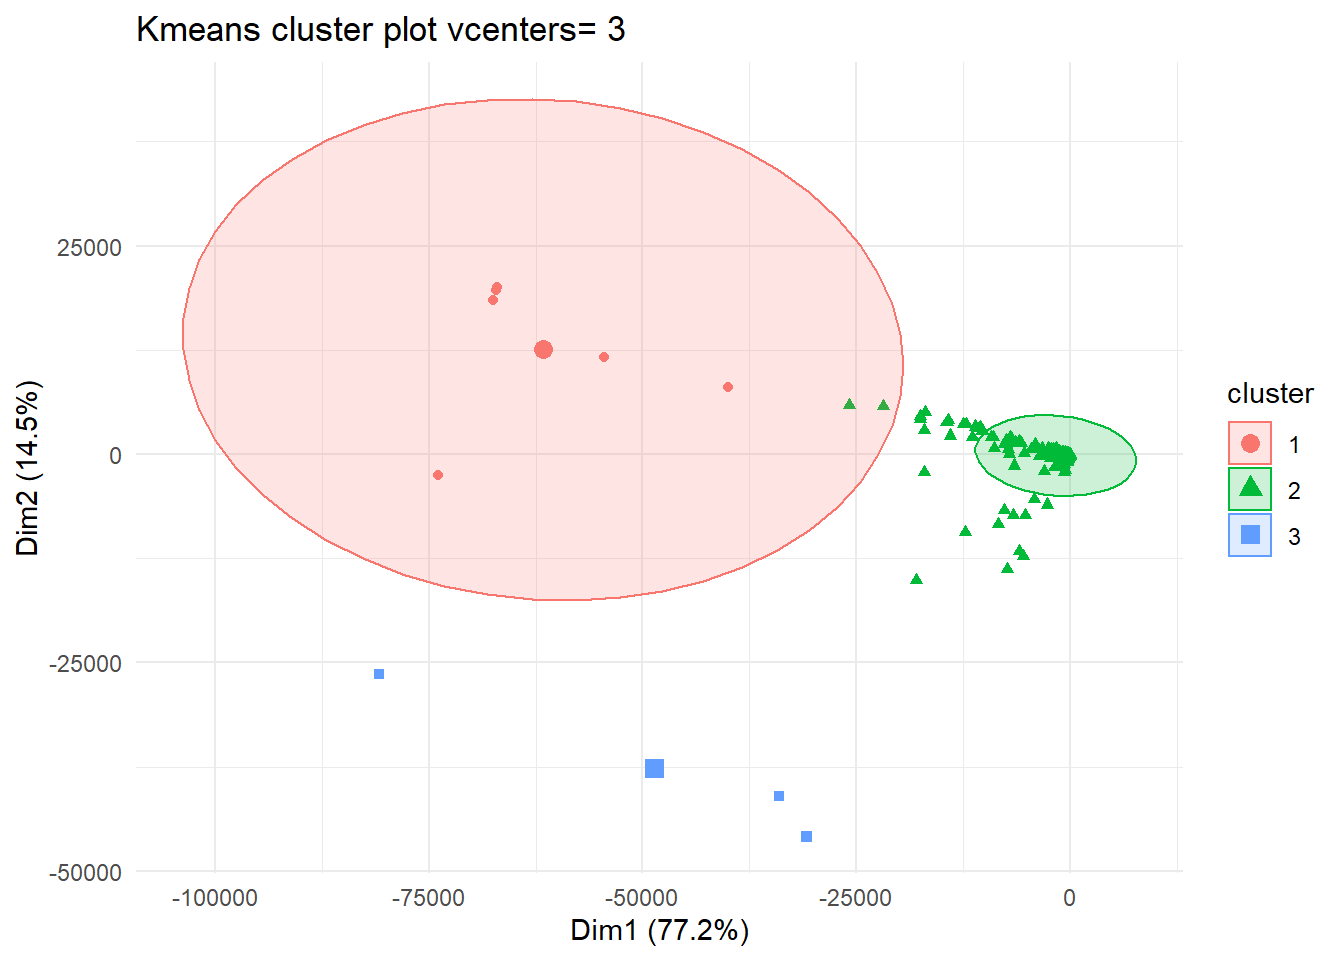 Kmeans cluster plot vcenters= 3
25000
0
-25000
-50000
Dim2 (14.5%)
-100000 -75000 -50000 -25000 0
Dim1 (77.2%)
cluster
1
2
3